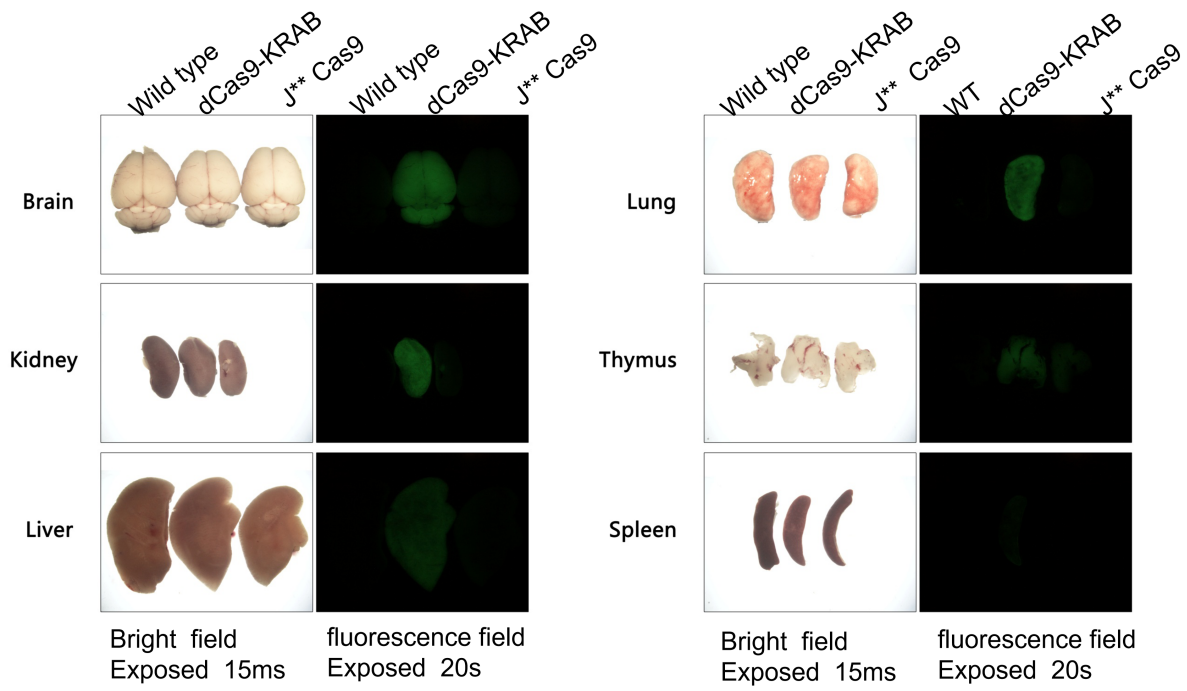 Wild type
dCas9-KRAB
J** Cas9
Wild type
dCas9-KRAB
J** Cas9
Brain
Kidney
Liver
Bright field
Exposed 15ms
fluorescence field
Exposed 20s
Wild type
dCas9-KRAB
J** Cas9
WT
dCas9-KRAB
J** Cas9
Lung
Thymus
Spleen
Bright field
Exposed 15ms
fluorescence field
Exposed 20s